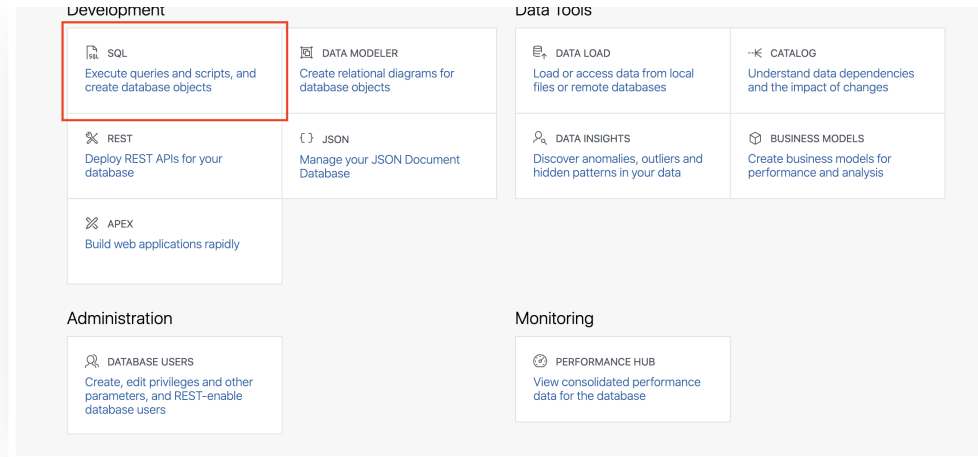 Development
SQL
Execute queries and scripts, and
create database objects
DATA MODELER
Create relational diagrams for
database objects
REST
Deploy REST APIs for your
database
{ } JSON
Manage your JSON Document
Database
APEX
Build web applications rapidly
Data Tools
DATA LOAD
Load or access data from local
files or remote databases
CATALOG
Understand data dependencies
and the impact of changes
DATA INSIGHTS
Discover anomalies, outliers and
hidden patterns in your data
BUSINESS MODELS
Create business models for
performance and analysis
Administration
DATABASE USERS
Create, edit privileges and other
parameters, and REST-enable
database users
Monitoring
PERFORMANCE HUB
View consolidated performance
data for the database